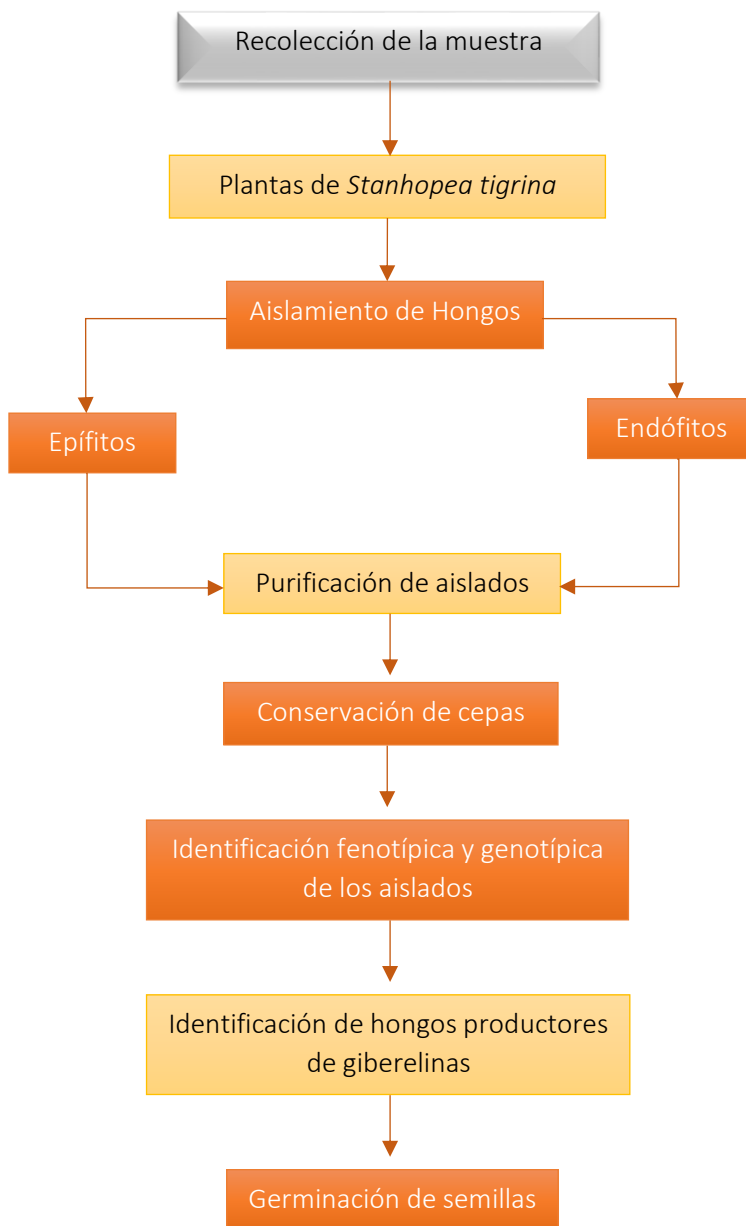 Recolección de la muestra
Plantas de Stanhopea tigrina
Aislamiento de Hongos
Epífitos
Endófitos
Purificación de aislados
Conservación de cepas
Identificación fenotípica y genotípica
de los aislados
Identificación de hongos productores
de giberelinas
Germinación de semillas